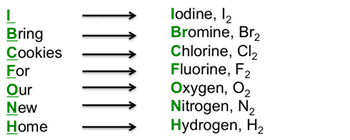 I Iodine, I₂
Bring Bromine, Br₂
Cookies Chlorine, Cl₂
For Fluorine, F₂
Our Oxygen, O₂
New Nitrogen, N₂
Home Hydrogen, H₂